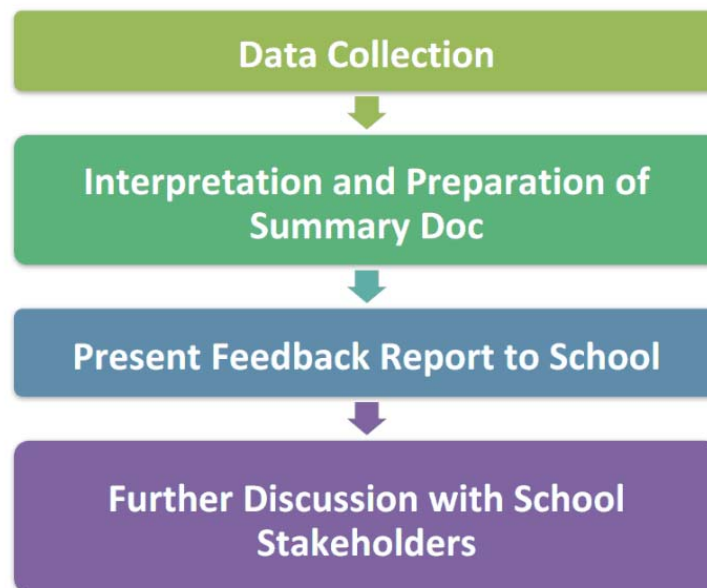 Data Collection
Interpretation and Preparation of
Summary Doc
Present Feedback Report to School
Further Discussion with School
Stakeholders